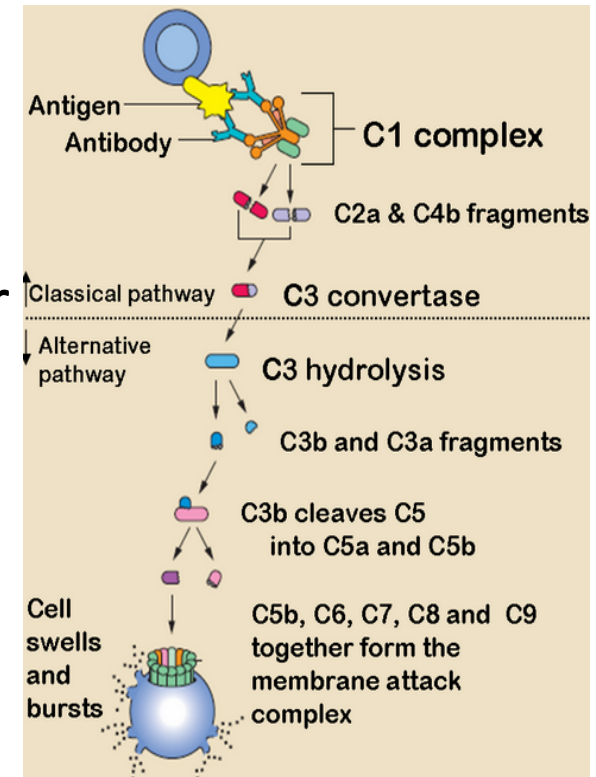 Antigen
Antibody
C1 complex
C2a & C4b fragments
Classical pathway
C3 convertase
Alternative
pathway
C3 hydrolysis
C3b and C3a fragments
C3b cleaves C5
into C5a and C5b
Cell
swells
and
bursts
C5b, C6, C7, C8 and C9
together form the
membrane attack
complex